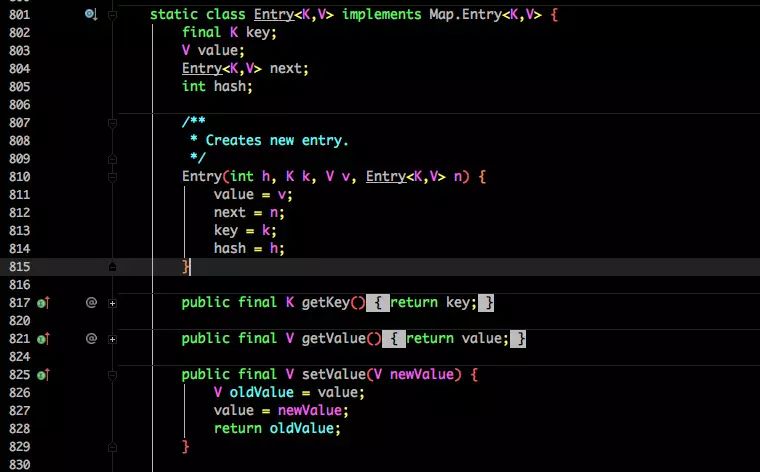 801 static class Entry<K,V> implements Map.Entry<K,V> {
802 final K key;
803 V value;
804 Entry<K,V> next;
805 int hash;
806
807 /**
808 * Creates new entry.
809 */
810 Entry(int h, K k, V v, Entry<K,V> n) {
811 value = v;
812 next = n;
813 key = k;
814 hash = h;
815 }
816
817 @ public final K getKey() { return key; }
820
821 @ public final V getValue() { return value; }
824
825 public final V setValue(V newValue) {
826 V oldValue = value;
827 value = newValue;
828 return oldValue;
829 }
830